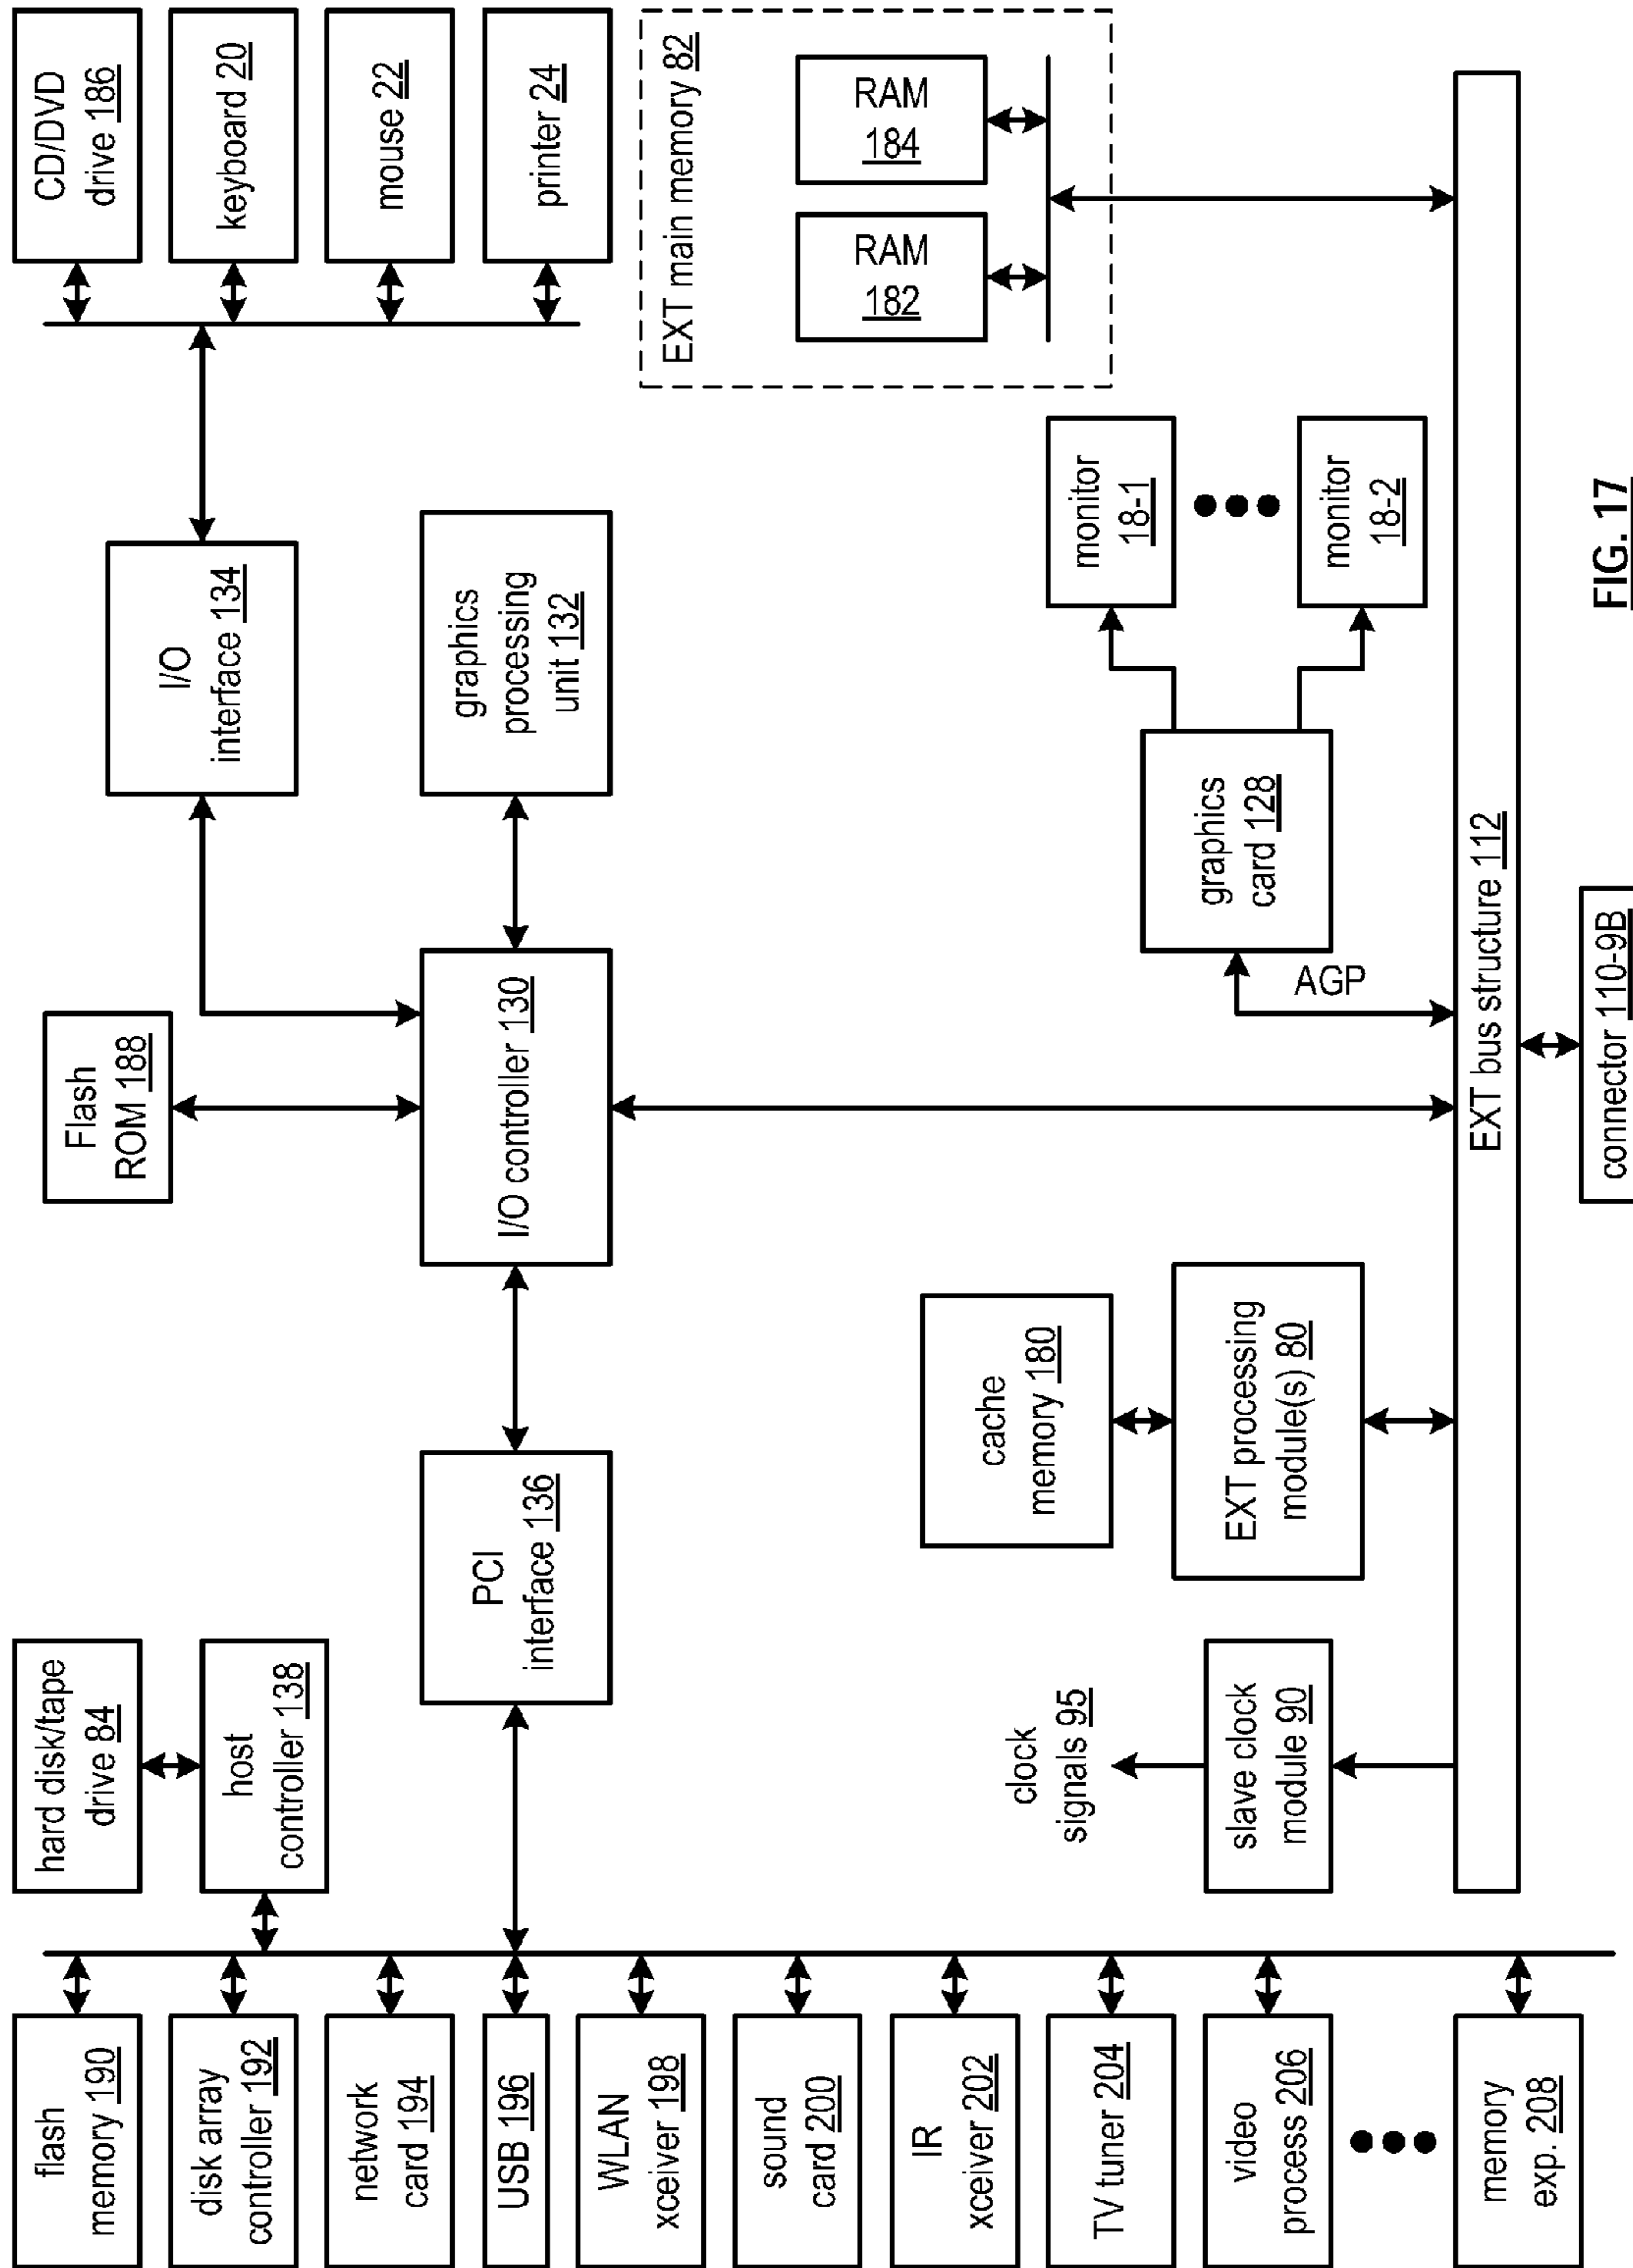 flash
memory 190
disk array
controller 192
network
card 194
USB 196
WLAN
xceiver 198
sound
card 200
IR
xceiver 202
TV tuner 204
video
process 206
memory
exp. 208
hard disk/tape
drive 84
host
controller 138
PCI
interface 136
clock
signals 95
slave clock
module 90
cache
memory 180
EXT processing
module(s) 80
Flash
ROM 188
I/O controller 130
I/O
interface 134
graphics
processing
unit 132
AGP
graphics
card 128
monitor
18-1
monitor
18-2
CD/DVD
drive 186
keyboard 20
mouse 22
printer 24
EXT main memory 82
RAM
182
RAM
184
EXT bus structure 112
connector 110-9B
FIG. 17